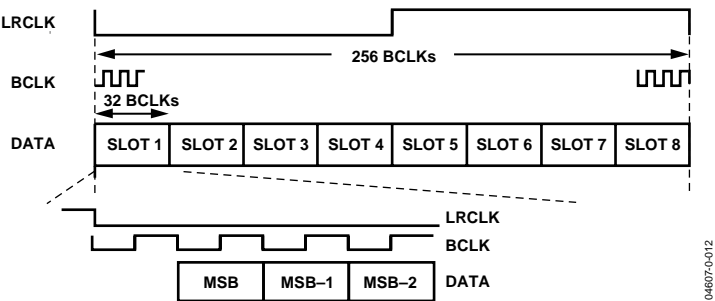 LRCLK
256 BCLKs
BCLK
32 BCLKs
DATA
SLOT 1 SLOT 2 SLOT 3 SLOT 4 SLOT 5 SLOT 6 SLOT 7 SLOT 8
LRCLK
BCLK
MSB MSB–1 MSB–2 DATA
04607-0-012